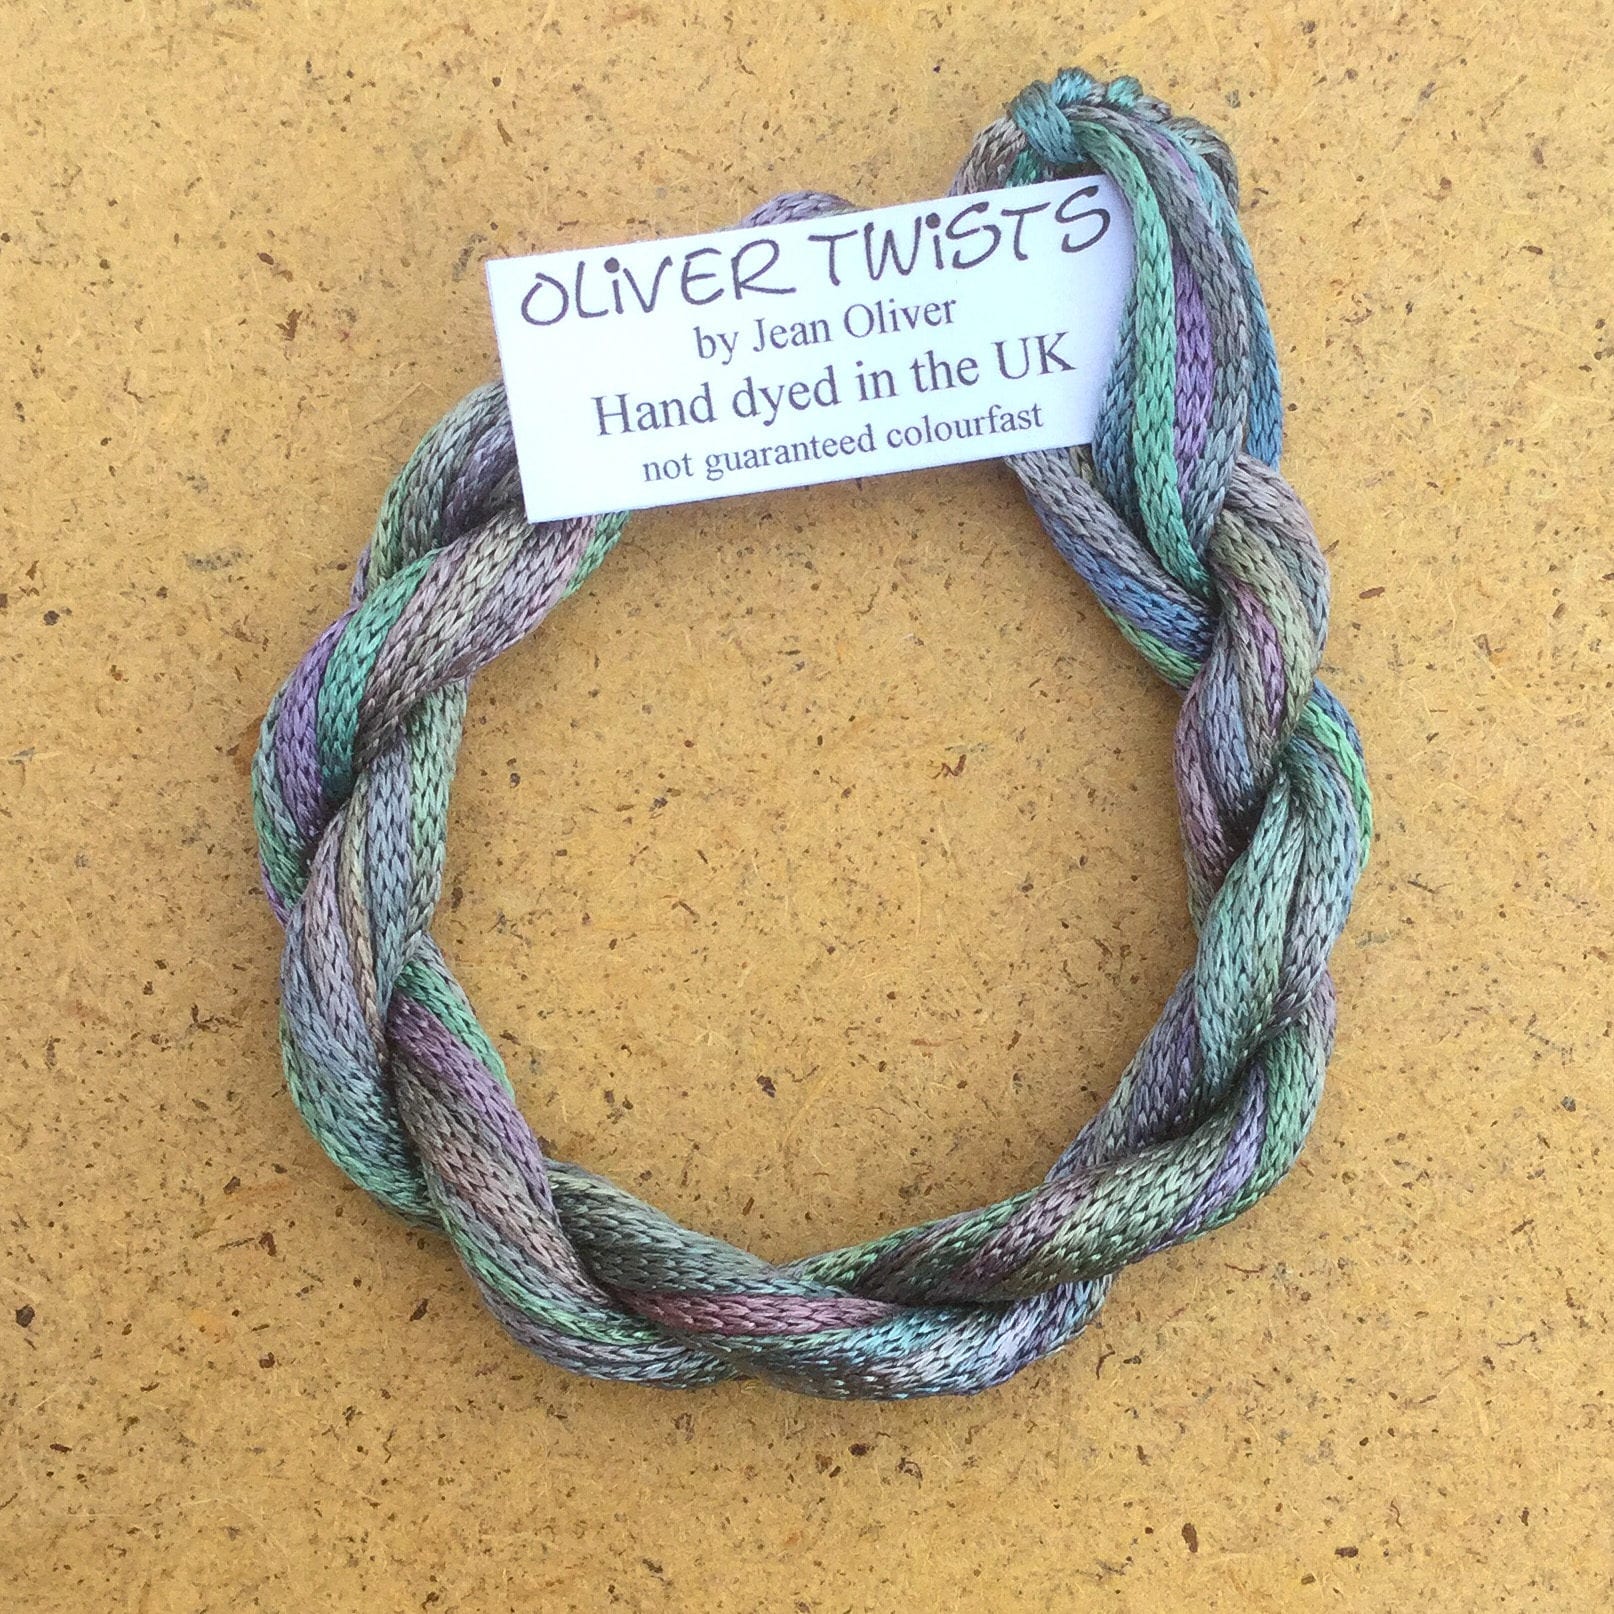 OLiVER TWiSTS
by Jean Oliver
Hand dyed in the UK
not guaranteed colourfast